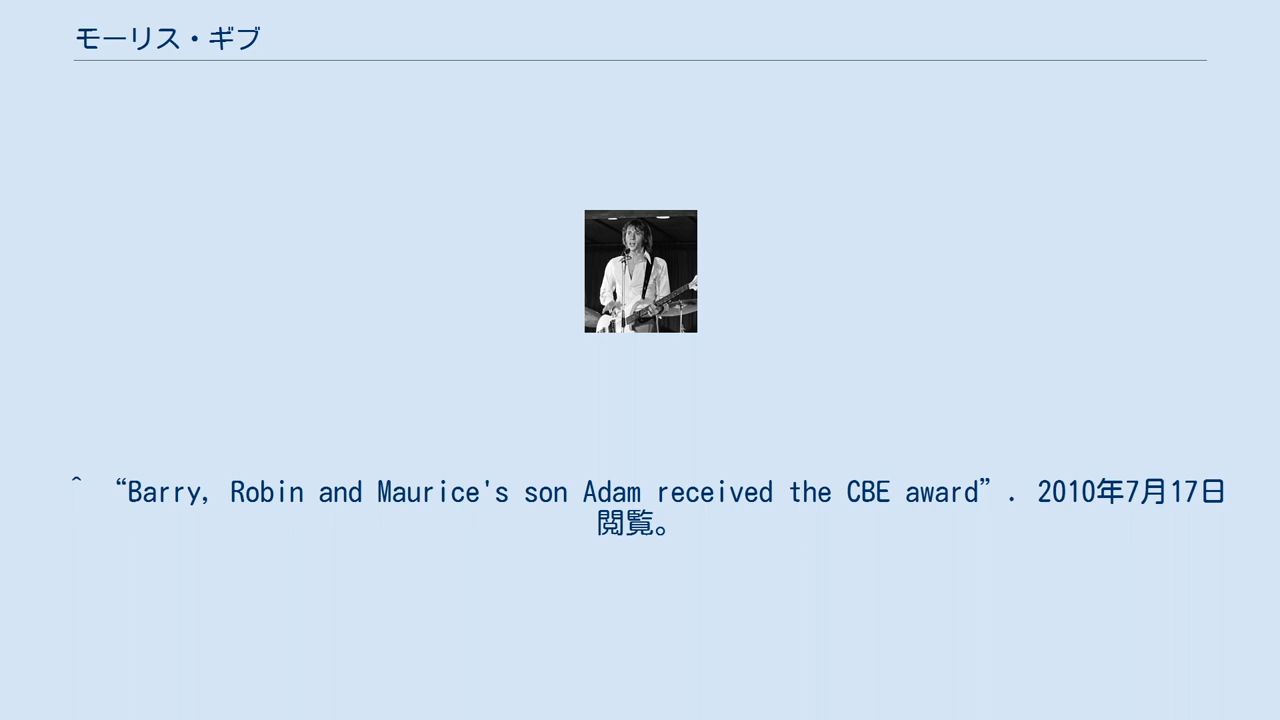 モーリス・ギブ
^ “Barry, Robin and Maurice's son Adam received the CBE award”. 2010年7月17日
閲覧。